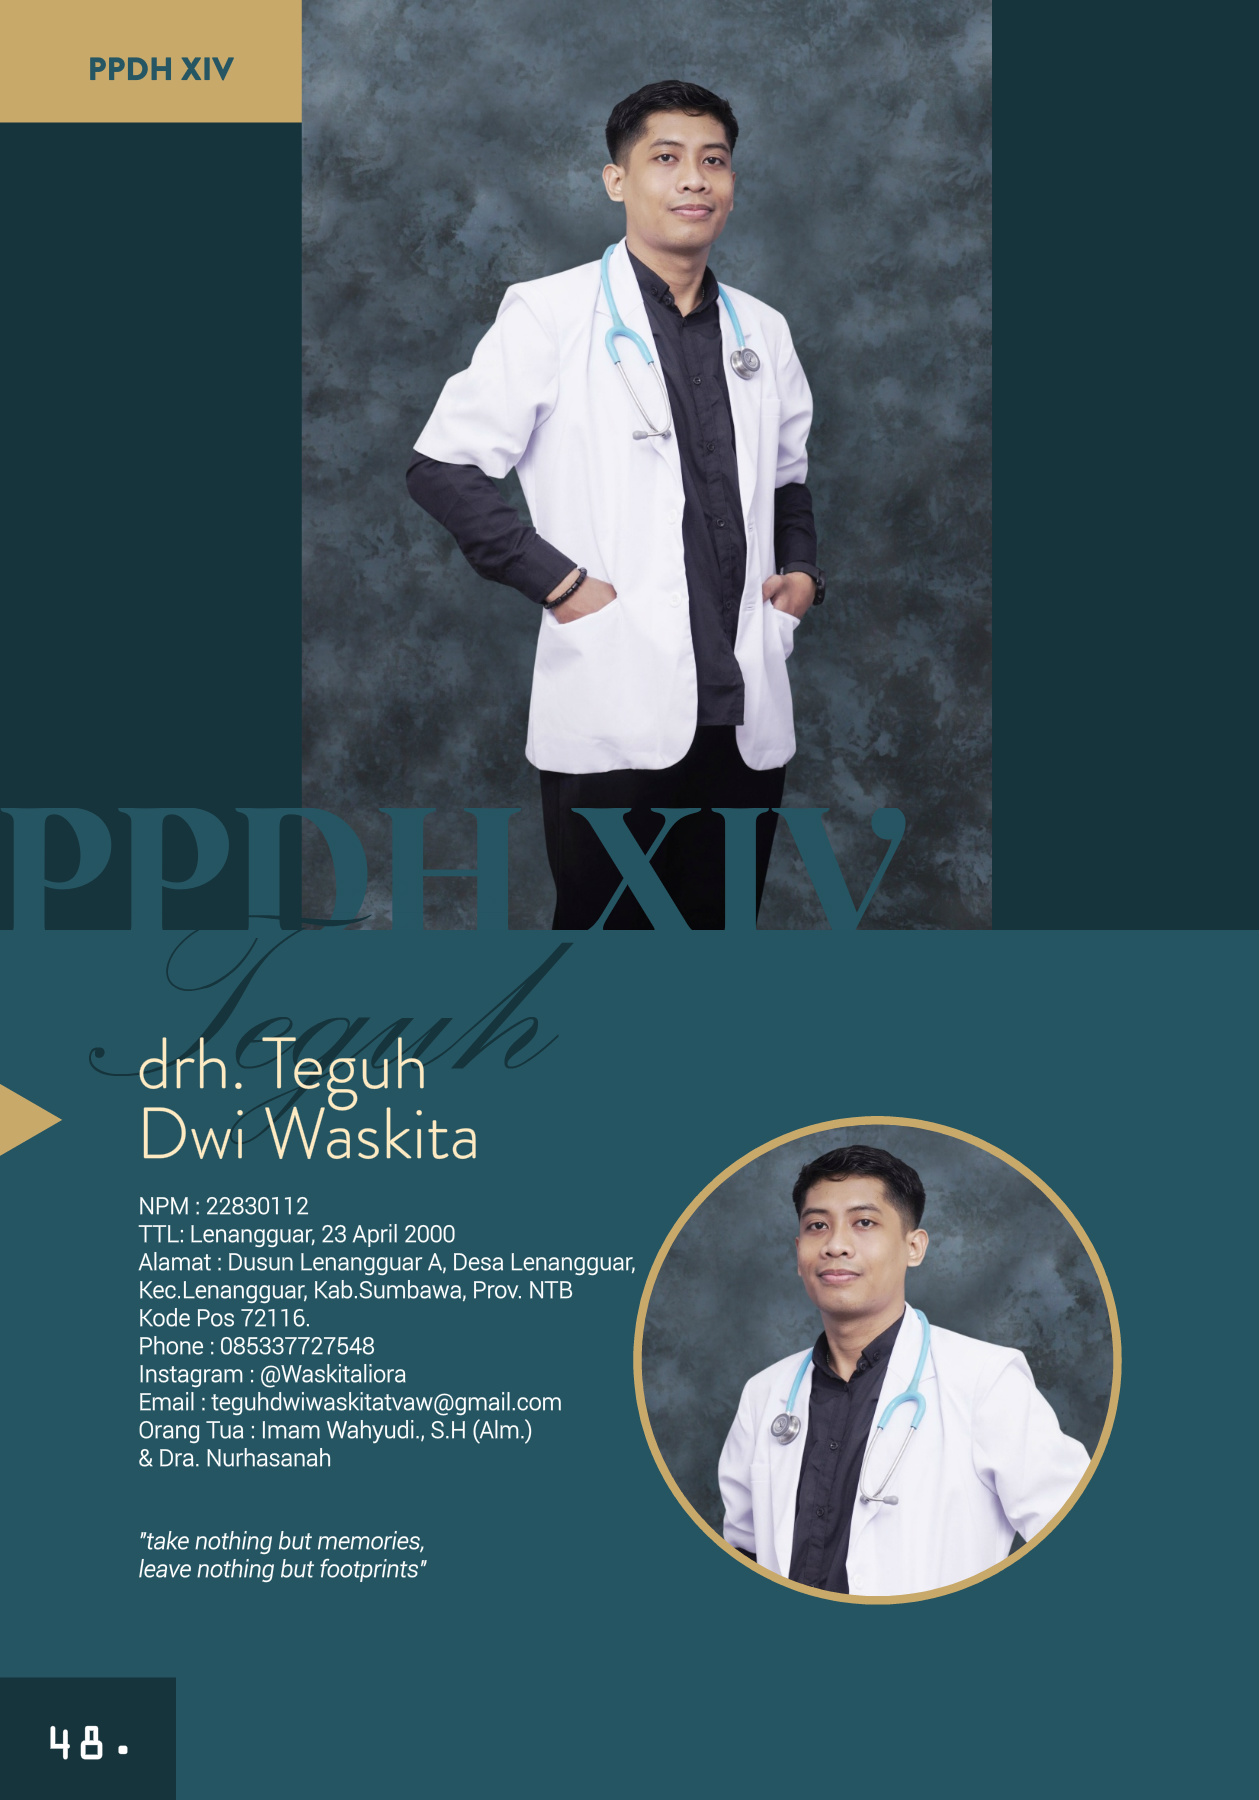 PPDH XIV
PPDH XIV
Teguh
drh. Teguh
Dwi Waskita
NPM : 22830112
TTL: Lenangguar, 23 April 2000
Alamat : Dusun Lenangguar A, Desa Lenangguar,
Kec.Lenangguar, Kab.Sumbawa, Prov. NTB
Kode Pos 72116.
Phone : 085337727548
Instagram : @Waskitaliora
Email : teguhdwiwaskitatvaw@gmail.com
Orang Tua : Imam Wahyudi., S.H (Alm.)
& Dra. Nurhasanah
"take nothing but memories,
leave nothing but footprints"
48.